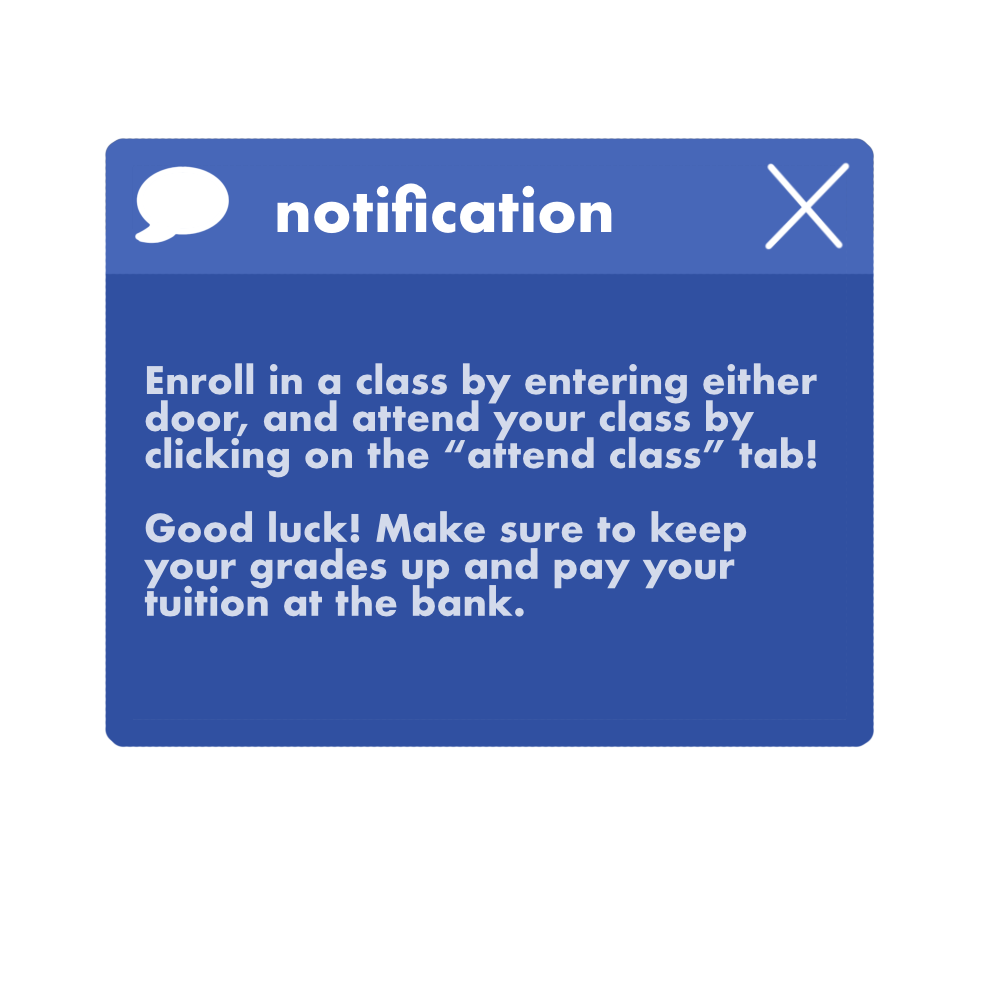 notification
Enroll in a class by entering either
door, and attend your class by
clicking on the “attend class” tab!
Good luck! Make sure to keep
your grades up and pay your
tuition at the bank.